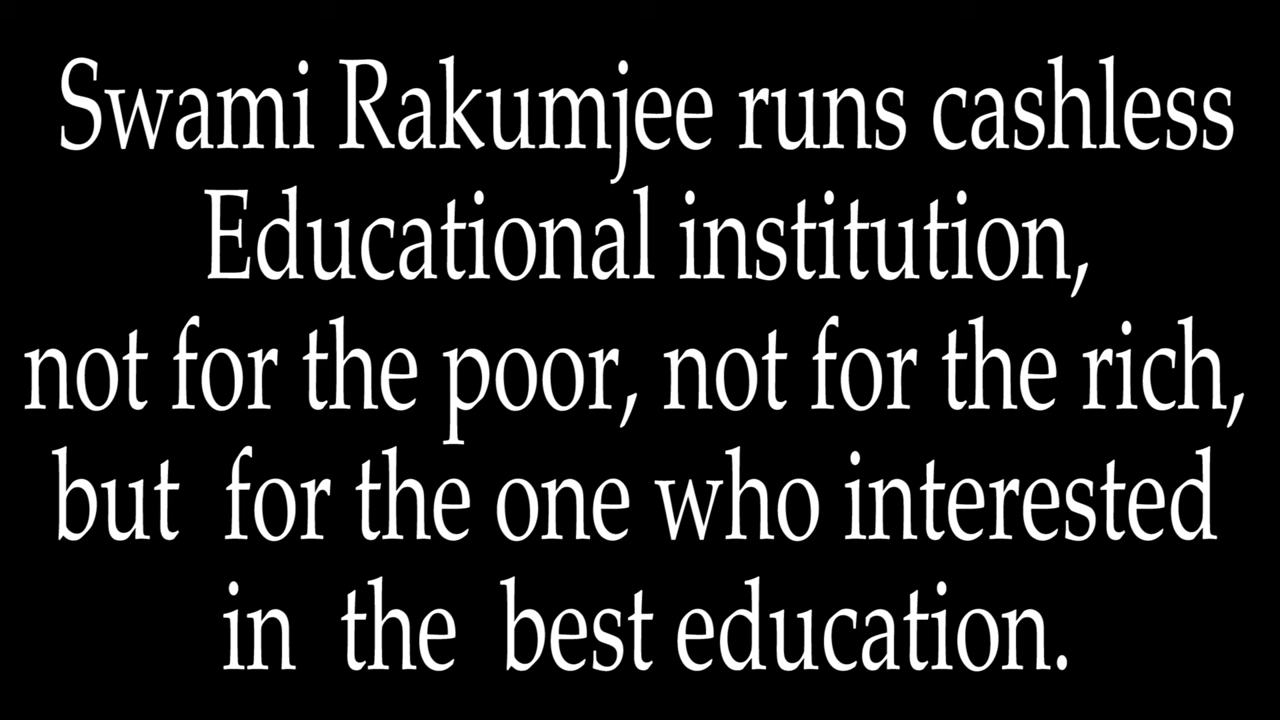 Swami Rakumjee runs cashless
Educational institution,
not for the poor, not for the rich,
but for the one who interested
in the best education.